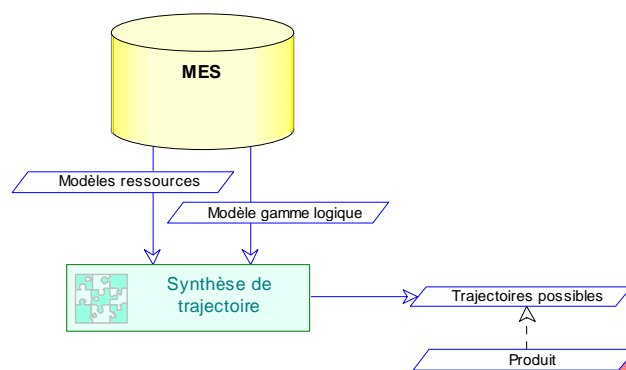 MES
Modèles ressources
Modèle gamme logique
Synthèse de
trajectoire
Trajectoires possibles
Produit